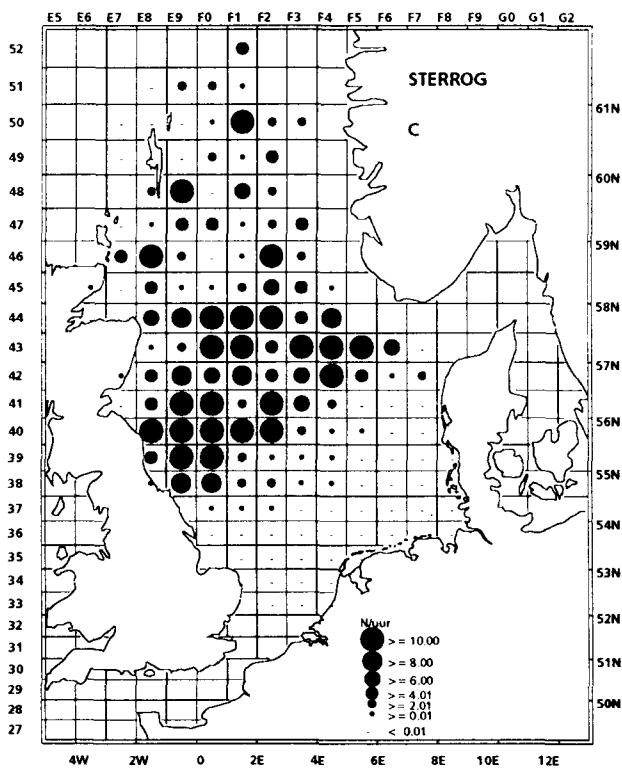 E5 E6 E7 E8 E9 F0 F1 F2 F3 F4 F5 F6 F7 F8 F9 G0 G1 G2
52
51
STERROG
61N
50
C
49
60N
48
47
59N
46
45
58N
44
43
57N
42
41
56N
40
39
55N
38
37
54N
36
35
53N
34
33
52N
32
31
51N
30
29
50N
28
27
N/uur
> = 10.00
> = 8.00
> = 6.00
> = 4.01
> = 2.01
> = 0.01
< 0.01
4W 2W 0 2E 4E 6E 8E 10E 12E